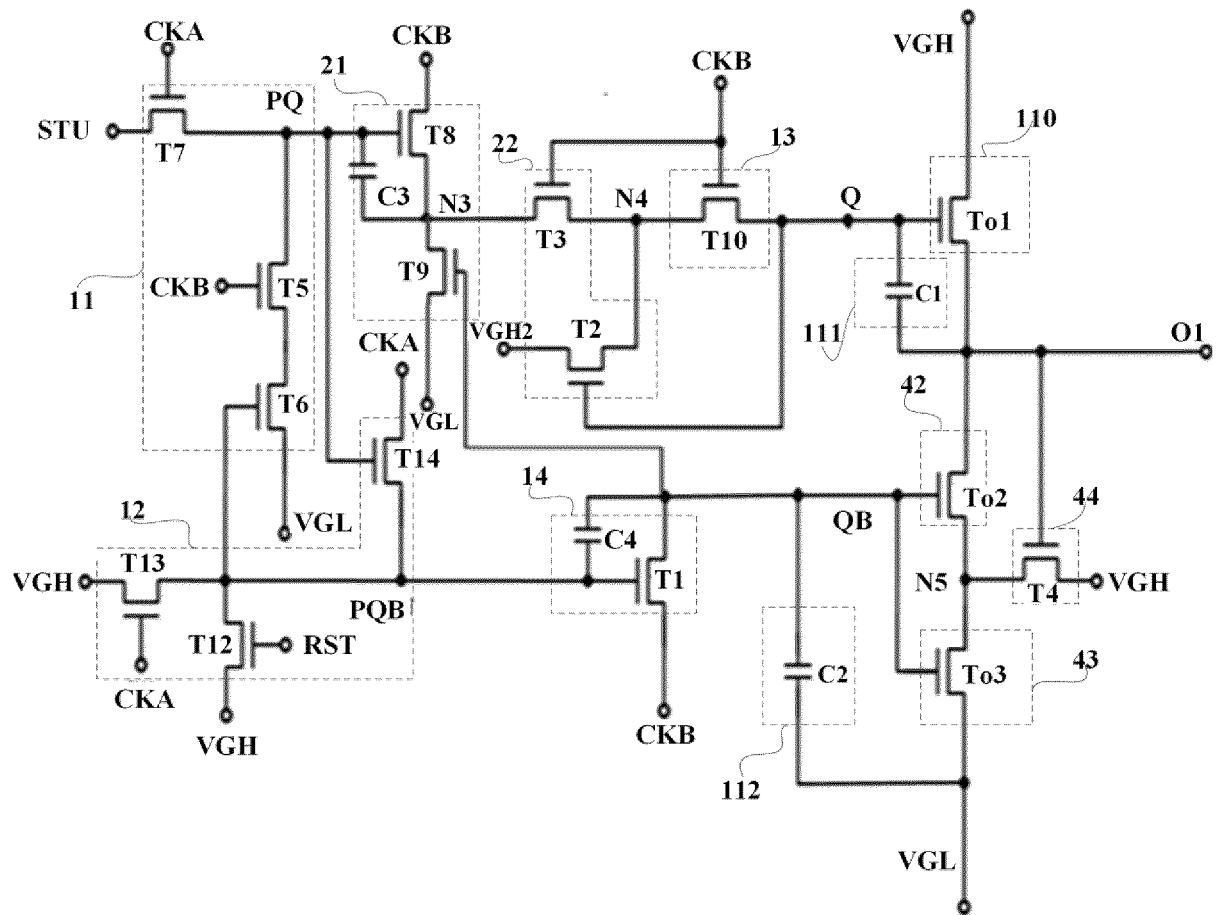 CKA
CKB
VGH
21
CKB
PQ
110
STU
T8
22
13
T7
C3
N3
N4
Q
To1
T3
T10
T9
C1
11
CKB
T5
VGH2
T2
111
O1
CKA
42
T6
VGL
T14
14
To2
44
12
VGL
C4
QB
T13
T1
N5
VGH
T4
VGH
PQB
T12
RST
To3
43
C2
CKA
VGH
CKB
112
VGL